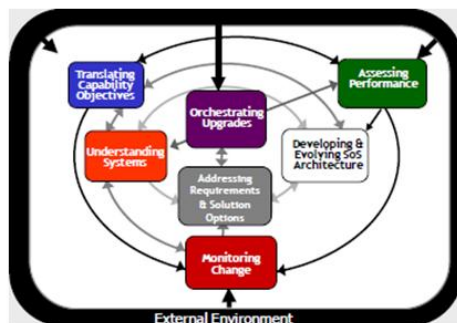 Translating
Capability
Objectives
Assessing
Performance
Orchestrating
Upgrades
Understanding
Systems
Developing &
Evolving SoS
Architecture
Addressing
Requirements
& Solution
Options
Monitoring
Change
External Environment